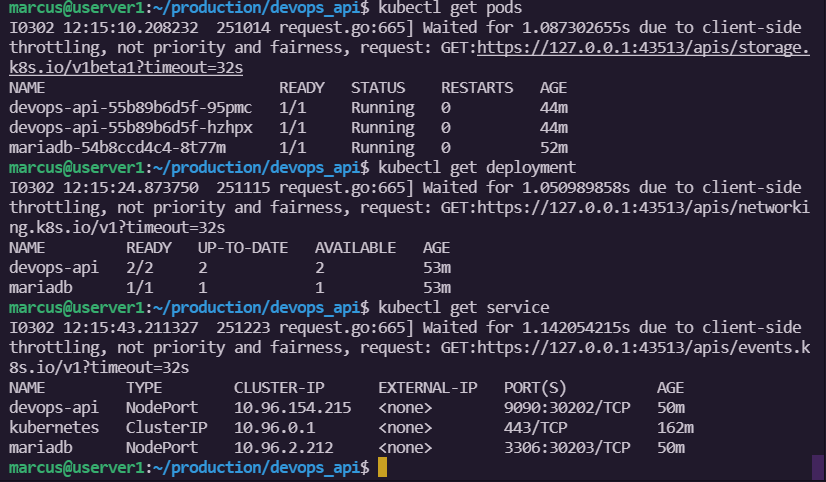 marcus@userver1:~/production/devops_api$ kubectl get pods
I0302 12:15:10.208232  251014 request.go:665] Waited for 1.087302655s due to client-side
throttling, not priority and fairness, request: GET:https://127.0.0.1:43513/apis/storage.
k8s.io/v1beta1?timeout=32s
NAME                          READY   STATUS    RESTARTS   AGE
devops-api-55b89b6d5f-95pmc   1/1     Running   0          44m
devops-api-55b89b6d5f-hzhpx   1/1     Running   0          44m
mariadb-54b8ccd4c4-8t77m      1/1     Running   0          52m
marcus@userver1:~/production/devops_api$ kubectl get deployment
I0302 12:15:24.873750  251115 request.go:665] Waited for 1.050989858s due to client-side
throttling, not priority and fairness, request: GET:https://127.0.0.1:43513/apis/networki
ng.k8s.io/v1?timeout=32s
NAME         READY   UP-TO-DATE   AVAILABLE   AGE
devops-api   2/2     2            2           53m
mariadb      1/1     1            1           53m
marcus@userver1:~/production/devops_api$ kubectl get service
I0302 12:15:43.211327  251223 request.go:665] Waited for 1.142054215s due to client-side
throttling, not priority and fairness, request: GET:https://127.0.0.1:43513/apis/events.k
8s.io/v1?timeout=32s
NAME         TYPE        CLUSTER-IP      EXTERNAL-IP   PORT(S)          AGE
devops-api   NodePort    10.96.154.215   <none>        9090:30202/TCP   50m
kubernetes   ClusterIP   10.96.0.1       <none>        443/TCP          162m
mariadb      NodePort    10.96.2.212     <none>        3306:30203/TCP   50m
marcus@userver1:~/production/devops_api$